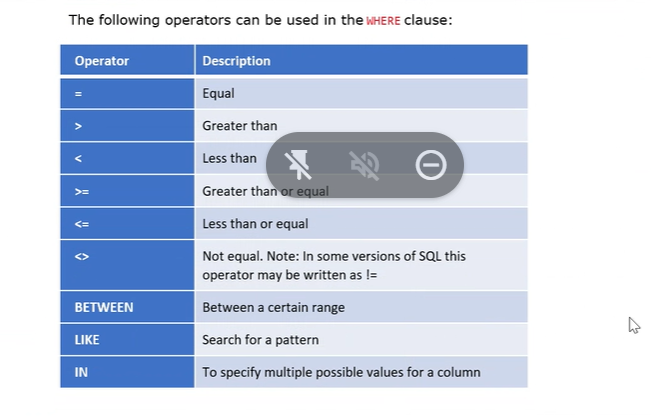 The following operators can be used in the WHERE clause:
Operator Description
= Equal
> Greater than
< Less than
>= Greater than or equal
<= Less than or equal
<> Not equal. Note: In some versions of SQL this
operator may be written as !=
BETWEEN Between a certain range
LIKE Search for a pattern
IN To specify multiple possible values for a column